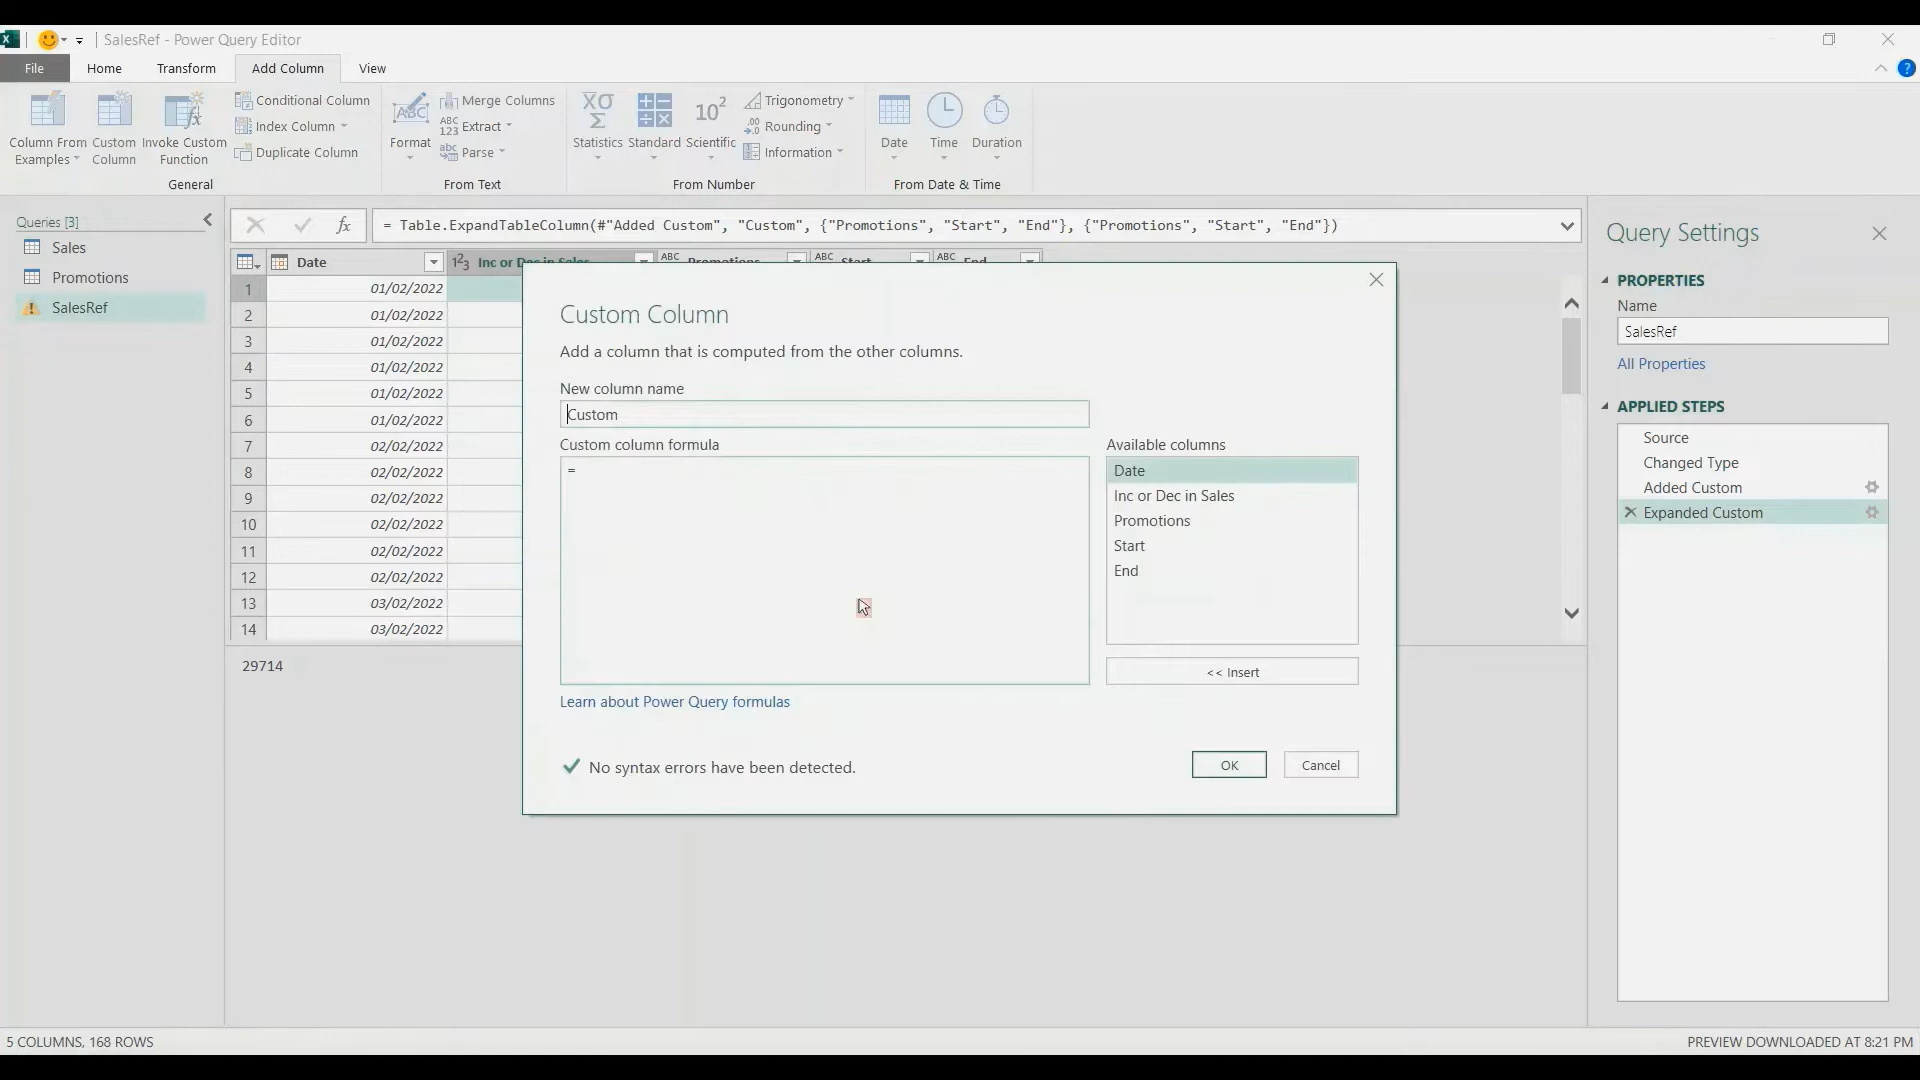 SalesRef - Power Query Editor
File Home Transform Add Column View
Column From Examples
Custom Column
Invoke Custom Function
Conditional Column
Index Column
Duplicate Column
General
Format
Merge Columns
Extract
Parse
From Text
Statistics
Standard
Scientific
Trigonometry
Rounding
Information
From Number
Date
Time
Duration
From Date & Time
Queries [3]
Sales
Promotions
SalesRef
= Table.ExpandTableColumn(#"Added Custom", "Custom", {"Promotions", "Start", "End"}, {"Promotions", "Start", "End"})
Date Inc or Dec in Sales Promotions Start End
1 01/02/2022
2 01/02/2022
3 01/02/2022
4 01/02/2022
5 01/02/2022
6 01/02/2022
7 02/02/2022
8 02/02/2022
9 02/02/2022
10 02/02/2022
11 02/02/2022
12 02/02/2022
13 03/02/2022
14 03/02/2022
29714
Custom Column
Add a column that is computed from the other columns.
New column name
Custom
Custom column formula
=
Available columns
Date
Inc or Dec in Sales
Promotions
Start
End
<< Insert
Learn about Power Query formulas
No syntax errors have been detected.
OK
Cancel
Query Settings
PROPERTIES
Name
SalesRef
All Properties
APPLIED STEPS
Source
Changed Type
Added Custom
Expanded Custom
5 COLUMNS, 168 ROWS
PREVIEW DOWNLOADED AT 8:21 PM